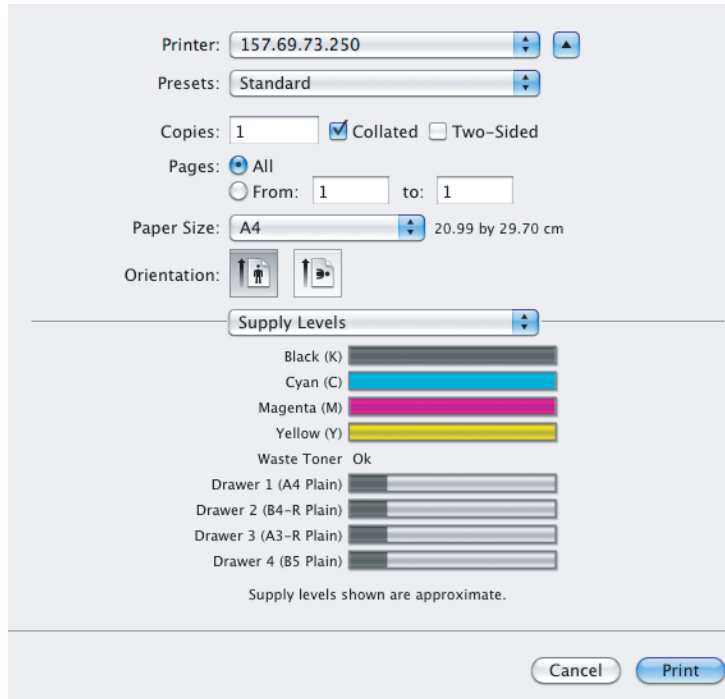 Printer: 157.69.73.250
Presets: Standard
Copies: 1 Collated Two-Sided
Pages: All
From: 1 to: 1
Paper Size: A4 20.99 by 29.70 cm
Orientation:
Supply Levels
Black (K)
Cyan (C)
Magenta (M)
Yellow (Y)
Waste Toner Ok
Drawer 1 (A4 Plain)
Drawer 2 (B4-R Plain)
Drawer 3 (A3-R Plain)
Drawer 4 (B5 Plain)
Supply levels shown are approximate.
Cancel Print